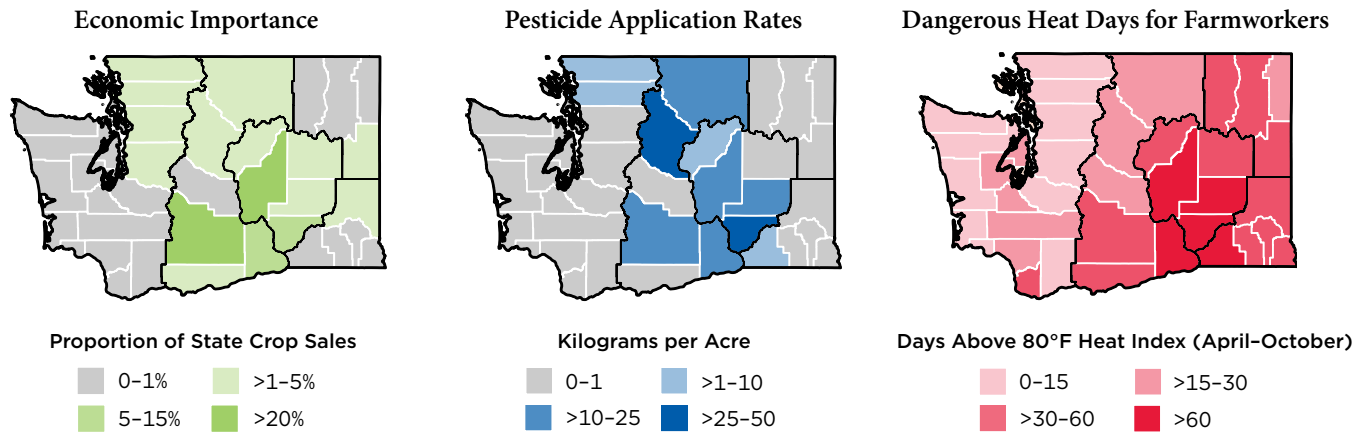 Economic Importance
Pesticide Application Rates
Dangerous Heat Days for Farmworkers
Proportion of State Crop Sales
0–1%
>1–5%
5–15%
>20%
Kilograms per Acre
0–1
>1–10
>10–25
>25–50
Days Above 80°F Heat Index (April–October)
0–15
>15–30
>30–60
>60